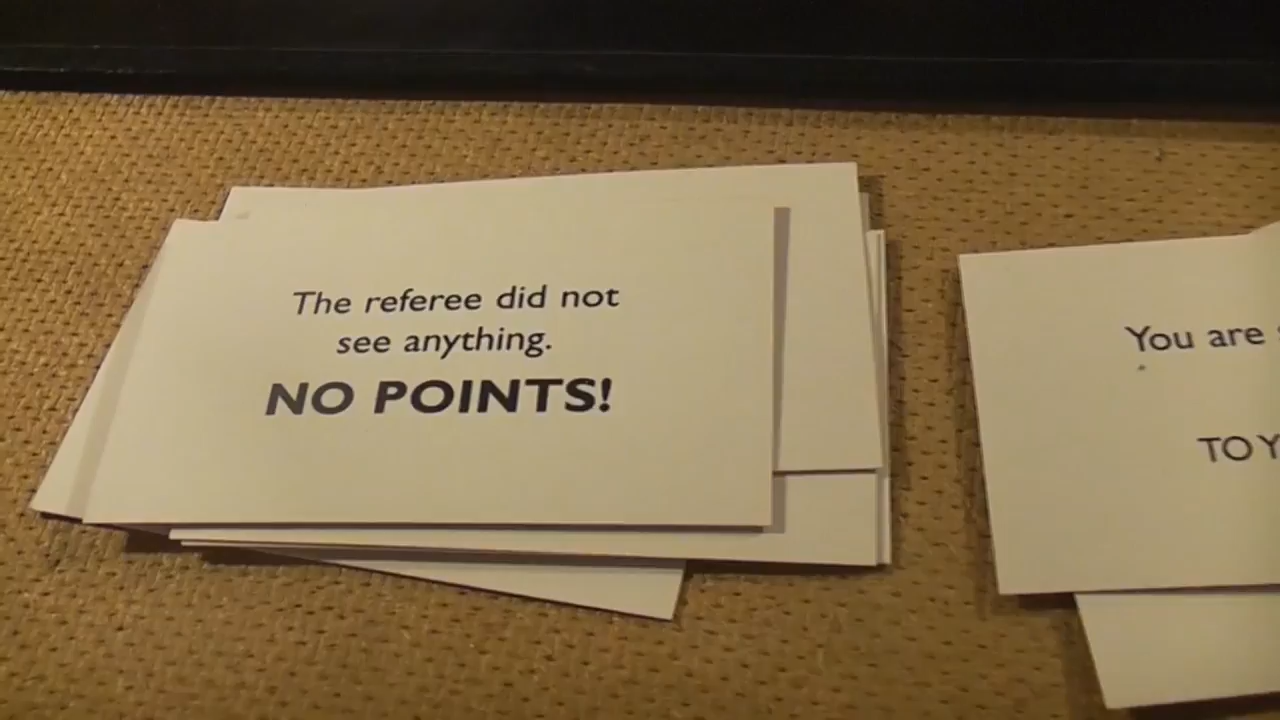 The referee did not
see anything.
NO POINTS!
You are
TO